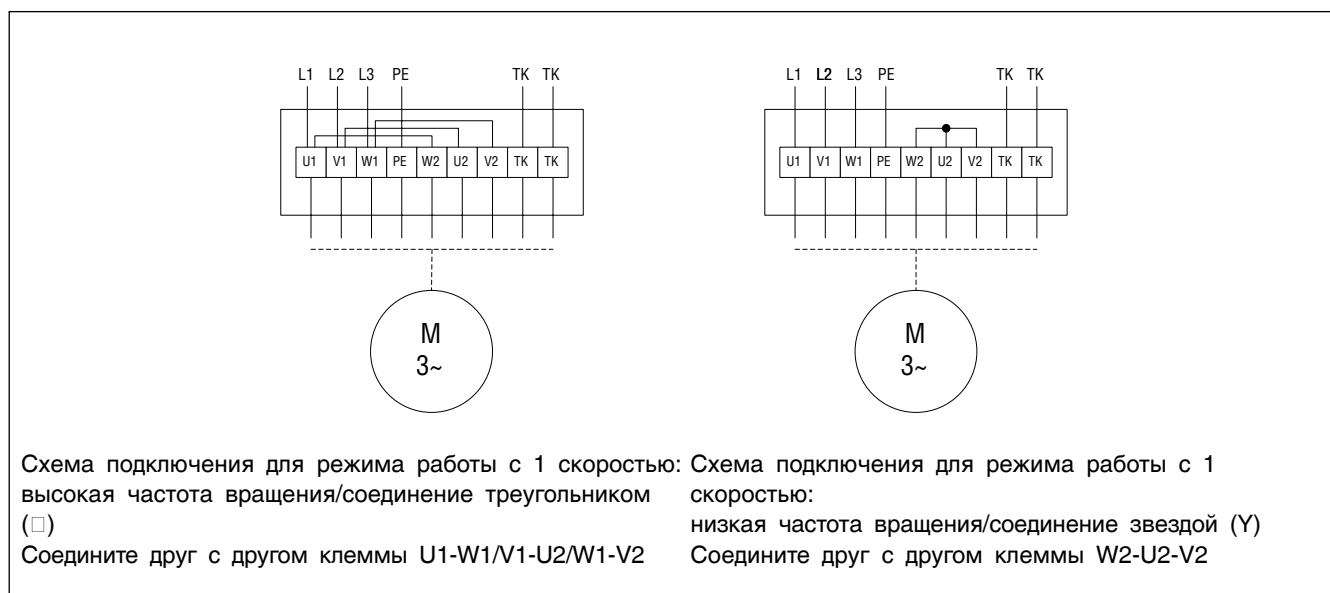 L1 L2 L3 PE TK TK
U1 V1 W1 PE W2 U2 V2 TK TK
M
3~
L1 L2 L3 PE TK TK
U1 V1 W1 PE W2 U2 V2 TK TK
M
3~
Схема подключения для режима работы с 1 скоростью:
высокая частота вращения/соединение треугольником
(□)
Соедините друг с другом клеммы U1-W1/V1-U2/W1-V2
Схема подключения для режима работы с 1
скоростью:
низкая частота вращения/соединение звездой (Y)
Соедините друг с другом клеммы W2-U2-V2